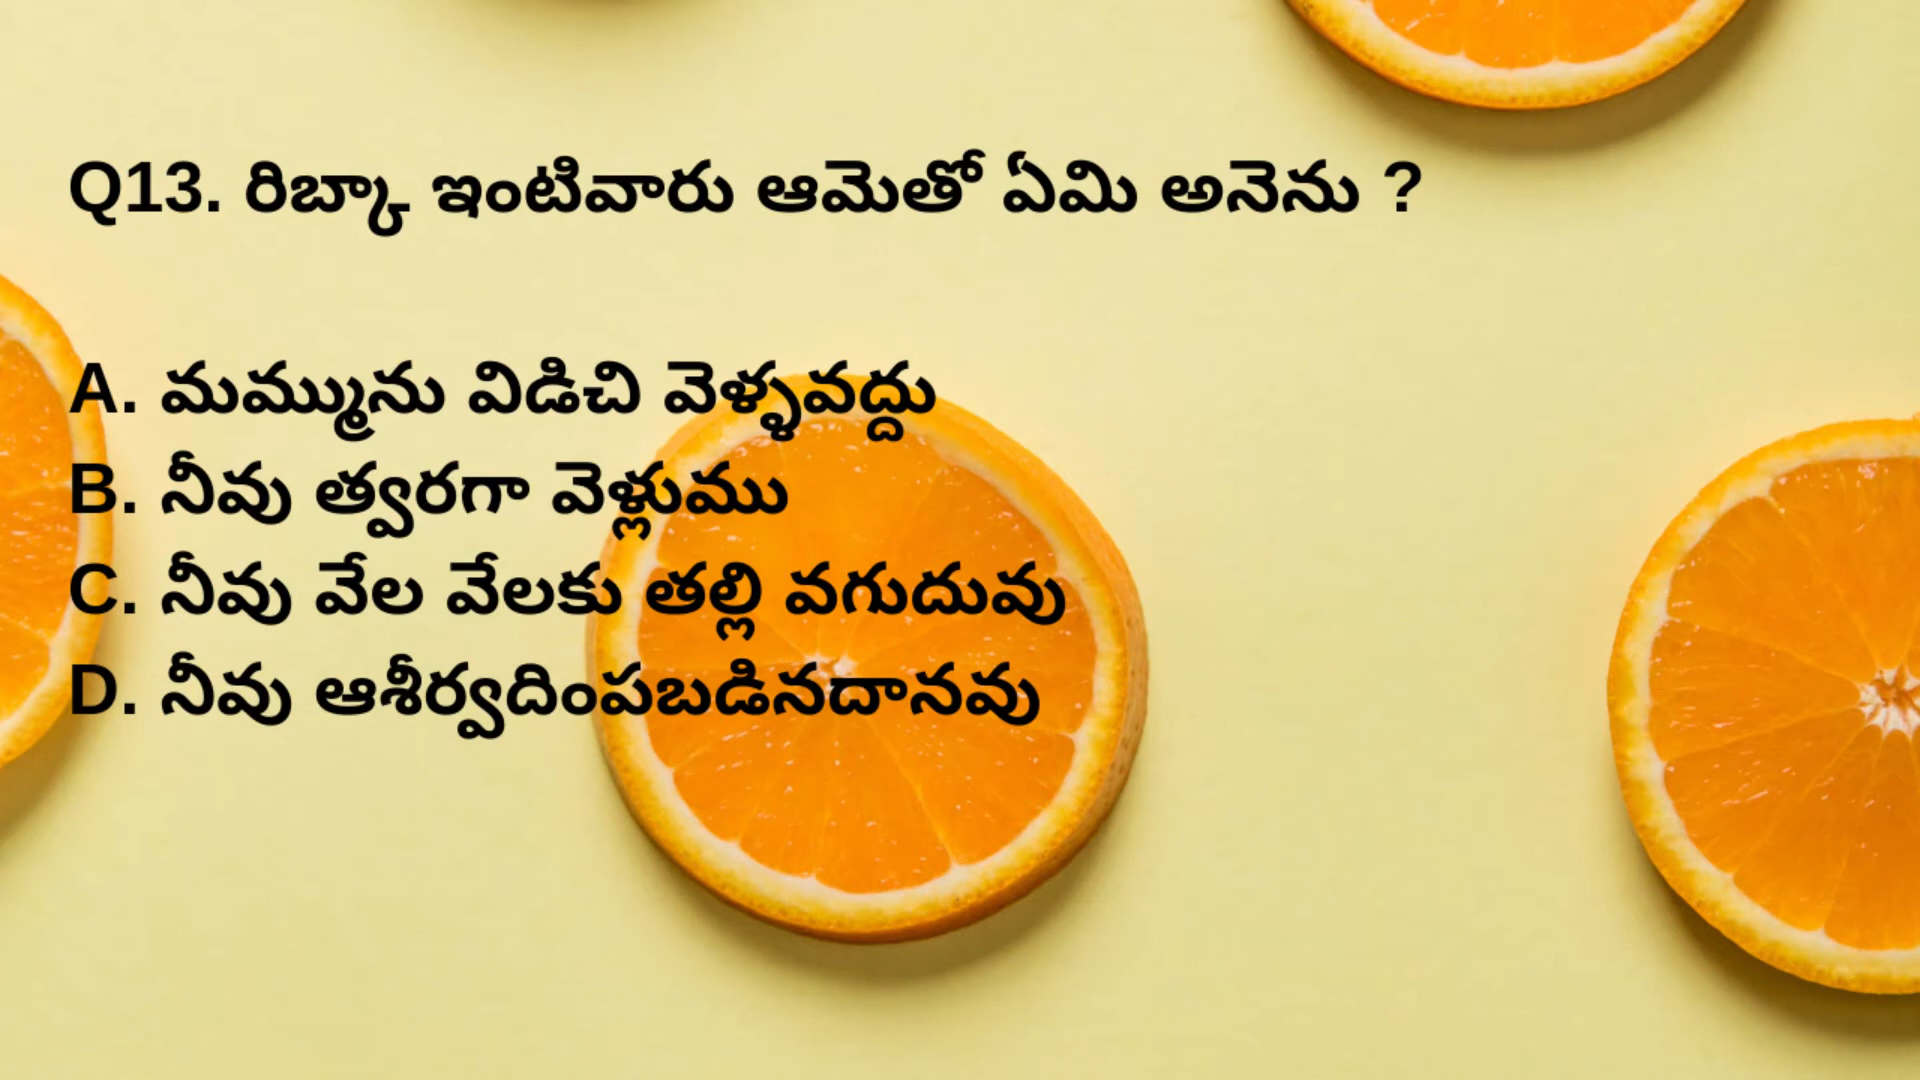 Q13. రిబ్కా ఇంటివారు ఆమెతో ఏమి అనెను ?
A. మమ్మును విడిచి వెళ్ళవద్దు
B. నీవు త్వరగా వెళ్లుము
C. నీవు వేల వేలకు తల్లి వగుదువు
D. నీవు ఆశీర్వదింపబడినదానవు